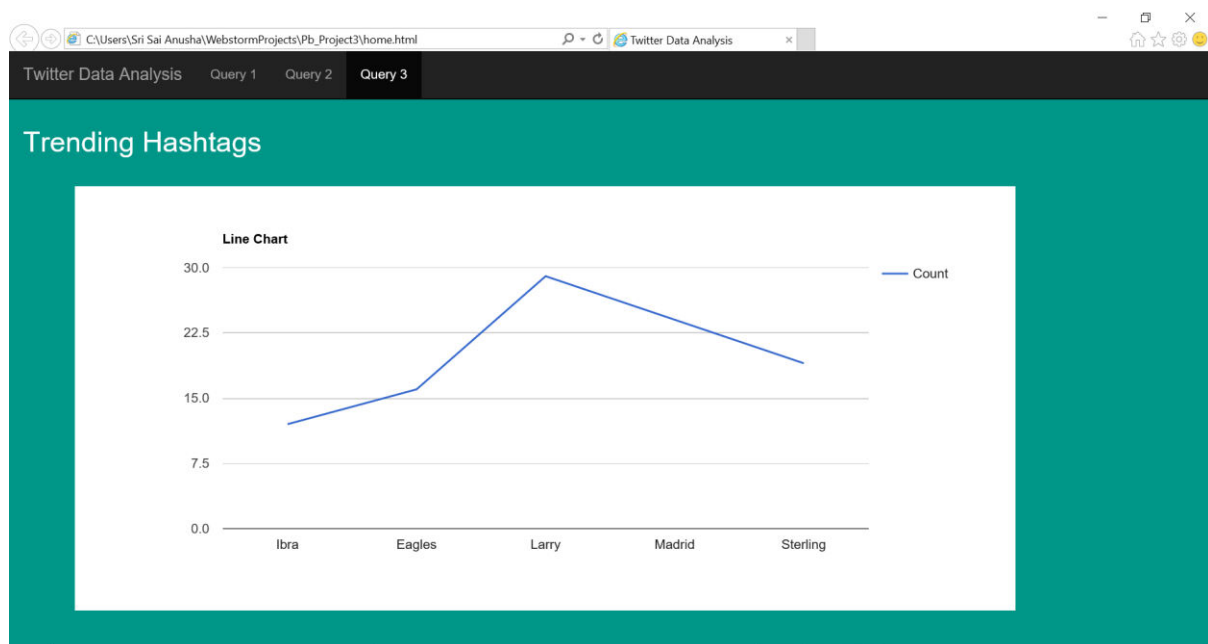 C:\Users\Sri Sai Anusha\WebstormProjects\Pb_Project3\home.html
Twitter Data Analysis
Twitter Data Analysis Query 1 Query 2 Query 3
Trending Hashtags
Line Chart
30.0
22.5
15.0
7.5
0.0
Count
Ibra Eagles Larry Madrid Sterling